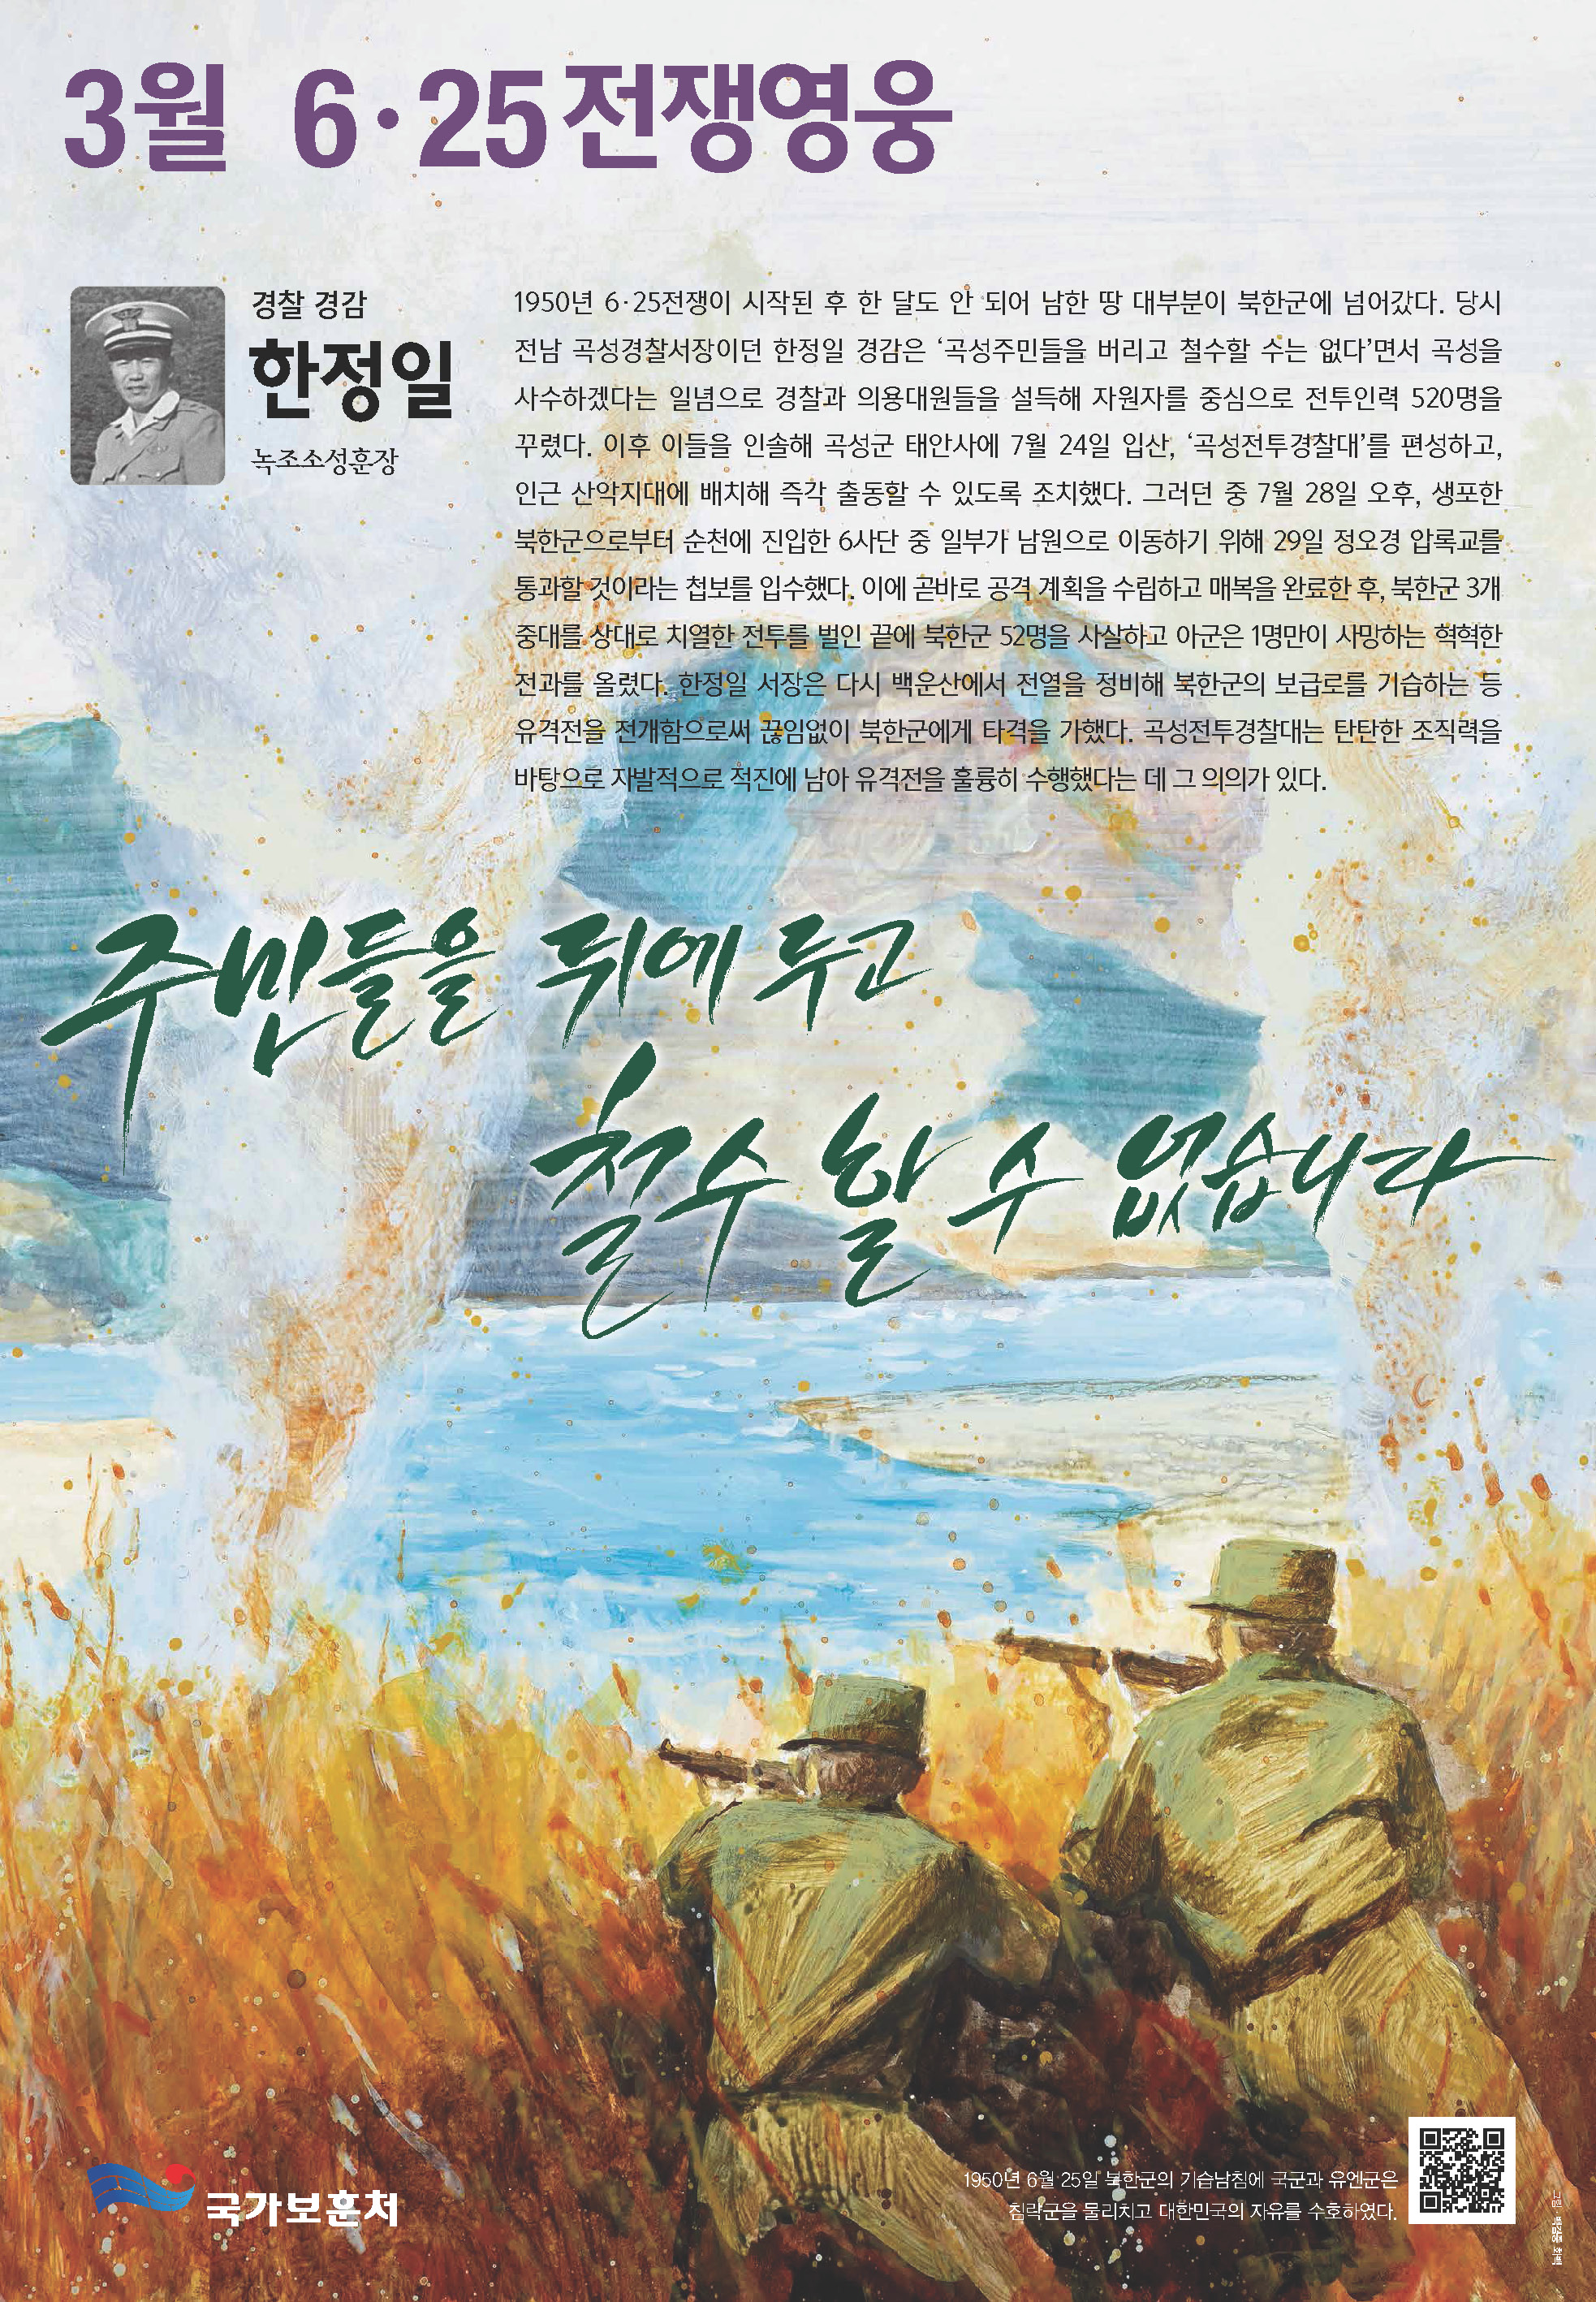 3월 6·25전쟁영웅
경찰 경감
한정일
녹조소성훈장
1950년 6·25전쟁이 시작된 후 한 달도 안 되어 남한 땅 대부분이 북한군에 넘어갔다. 당시
전남 곡성경찰서장이던 한정일 경감은 ‘곡성주민들을 버리고 철수할 수는 없다’면서 곡성을
사수하겠다는 일념으로 경찰과 의용대원들을 설득해 자원자를 중심으로 전투인력 520명을
꾸렸다. 이후 이들을 인솔해 곡성군 태안사에 7월 24일 입산, ‘곡성전투경찰대’를 편성하고,
인근 산악지대에 배치해 즉각 출동할 수 있도록 조치했다. 그러던 중 7월 28일 오후, 생포한
북한군으로부터 순천에 진입한 6사단 중 일부가 남원으로 이동하기 위해 29일 정오경 압록교를
통과할 것이라는 첩보를 입수했다. 이에 곧바로 공격 계획을 수립하고 매복을 완료한 후, 북한군 3개
중대를 상대로 치열한 전투를 벌인 끝에 북한군 52명을 사살하고 아군은 1명만이 사망하는 혁혁한
전과를 올렸다. 한정일 서장은 다시 백운산에서 전열을 정비해 북한군의 보급로를 기습하는 등
유격전을 전개함으로써 끊임없이 북한군에게 타격을 가했다. 곡성전투경찰대는 탄탄한 조직력을
바탕으로 자발적으로 적진에 남아 유격전을 훌륭히 수행했다는 데 그 의의가 있다.
주민들을 뒤에 두고
철수 할 수 없습니다
국가보훈처
1950년 6월 25일 북한군의 기습남침에 국군과 유엔군은
침략군을 물리치고 대한민국의 자유를 수호하였다.
그림
화백